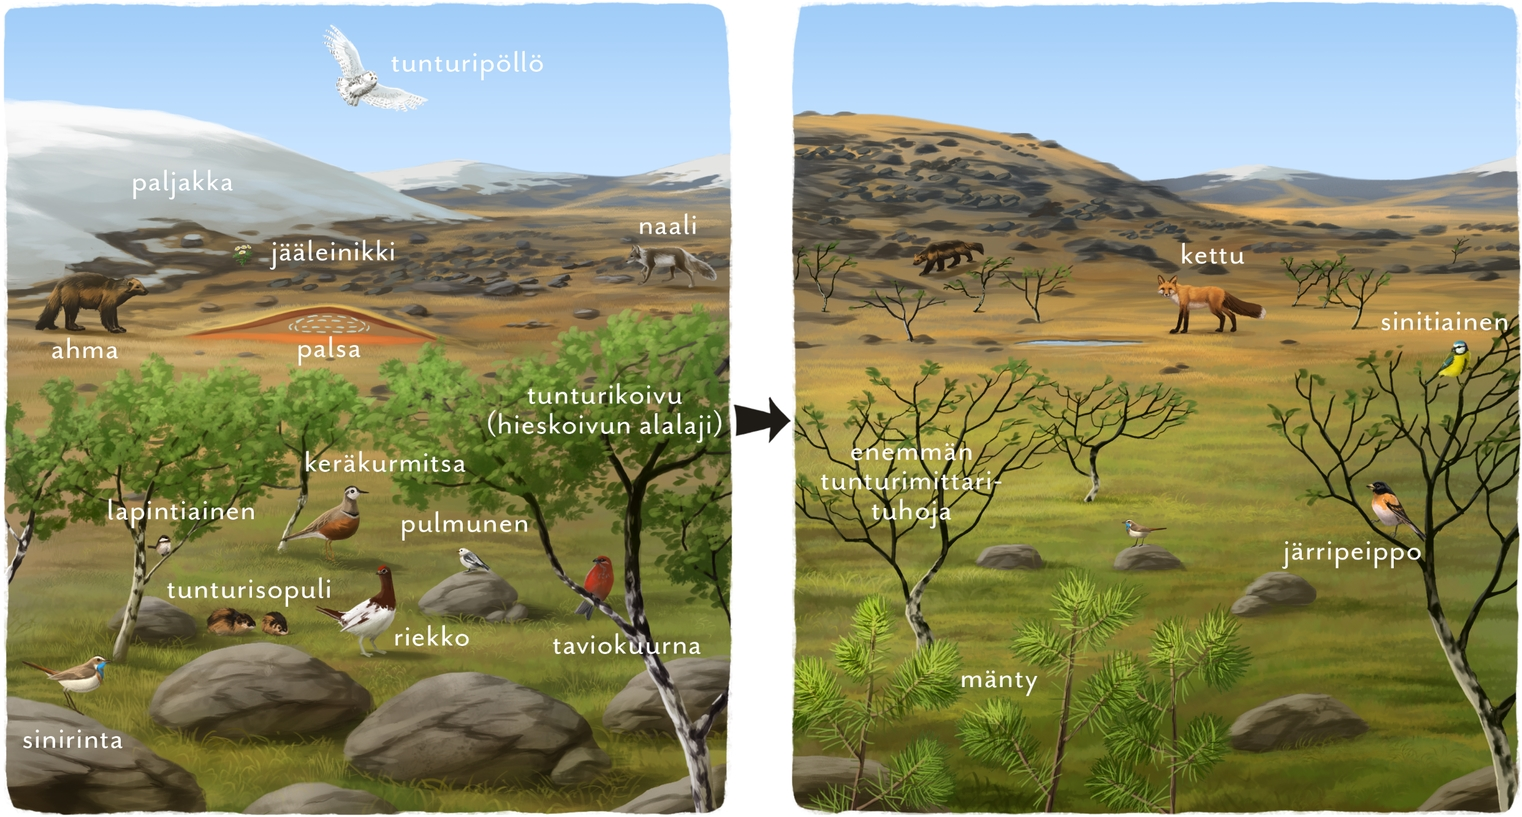 tunturipöllö
paljakka
naali
jääleinikki
ahma
palsa
tunturikoivu
(hieskoivun alalaji)
keräkurmitsa
lapintiainen
pulmunen
tunturisopuli
riekko
taviokuurna
sinirinta
kettu
sinitiainen
enemmän
tunturimittari-
tuhoja
järripeippo
mänty